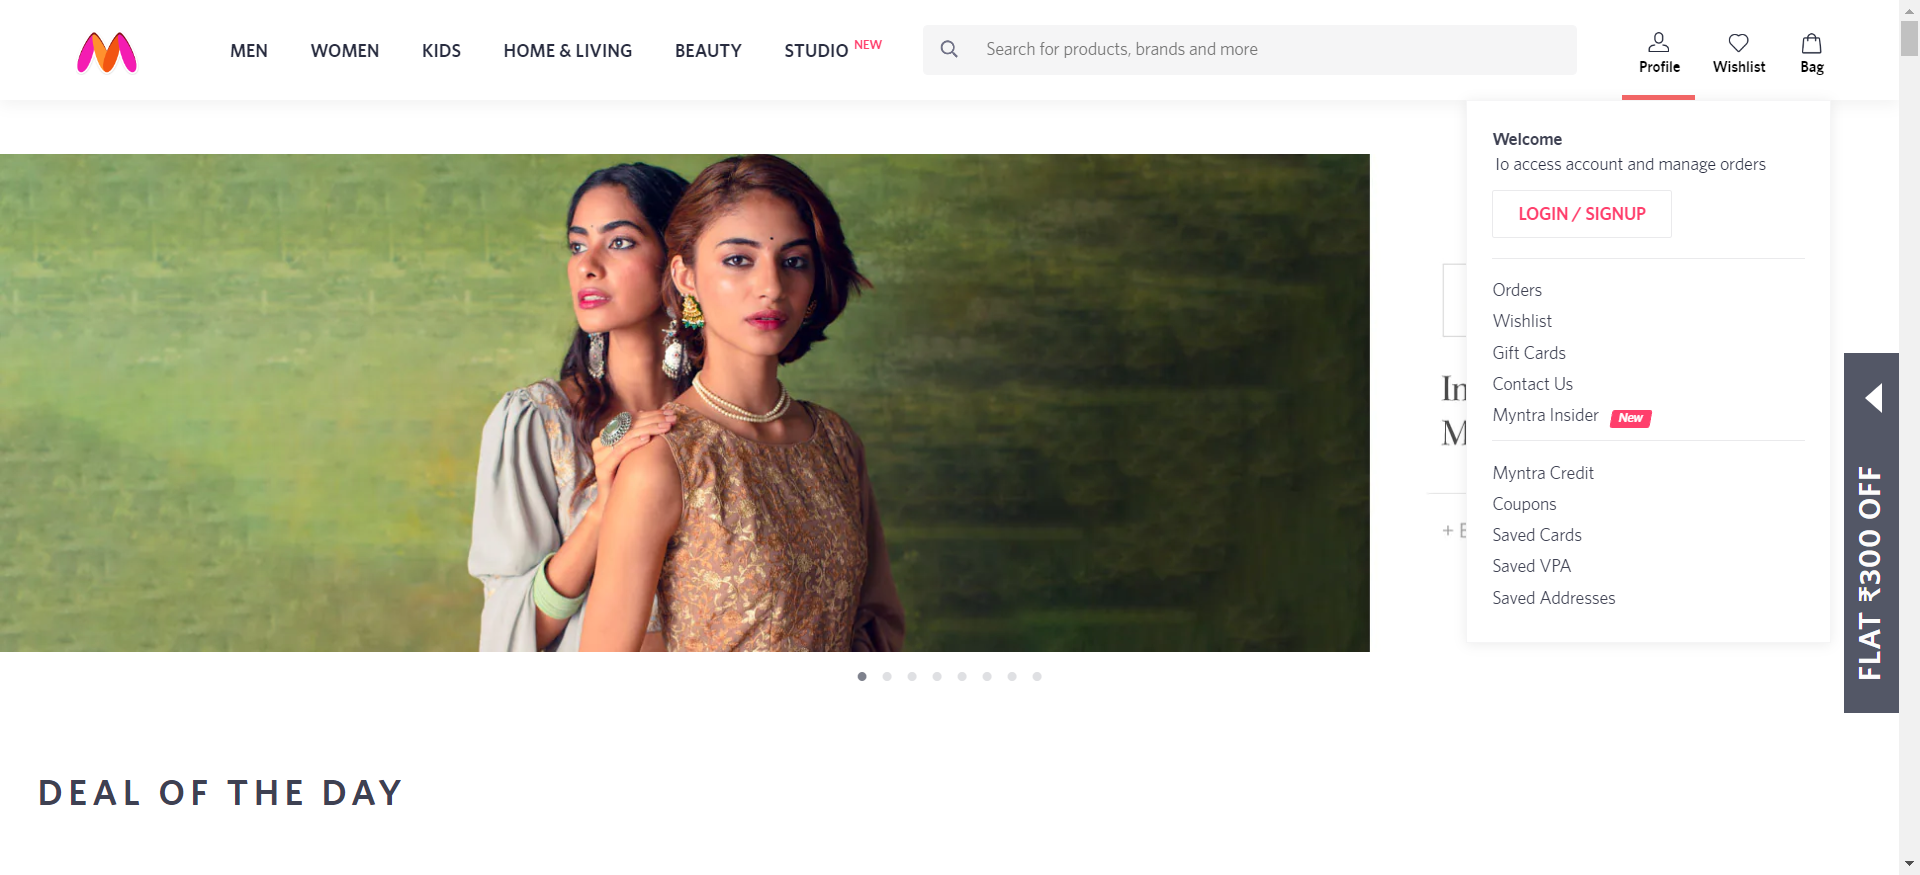 MEN WOMEN KIDS HOME & LIVING BEAUTY STUDIO NEW
Search for products, brands and more
Profile Wishlist Bag
Welcome
To access account and manage orders
LOGIN / SIGNUP
Orders
Wishlist
Gift Cards
Contact Us
Myntra Insider New
Myntra Credit
Coupons
Saved Cards
Saved VPA
Saved Addresses
FLAT ₹300 OFF
DEAL OF THE DAY